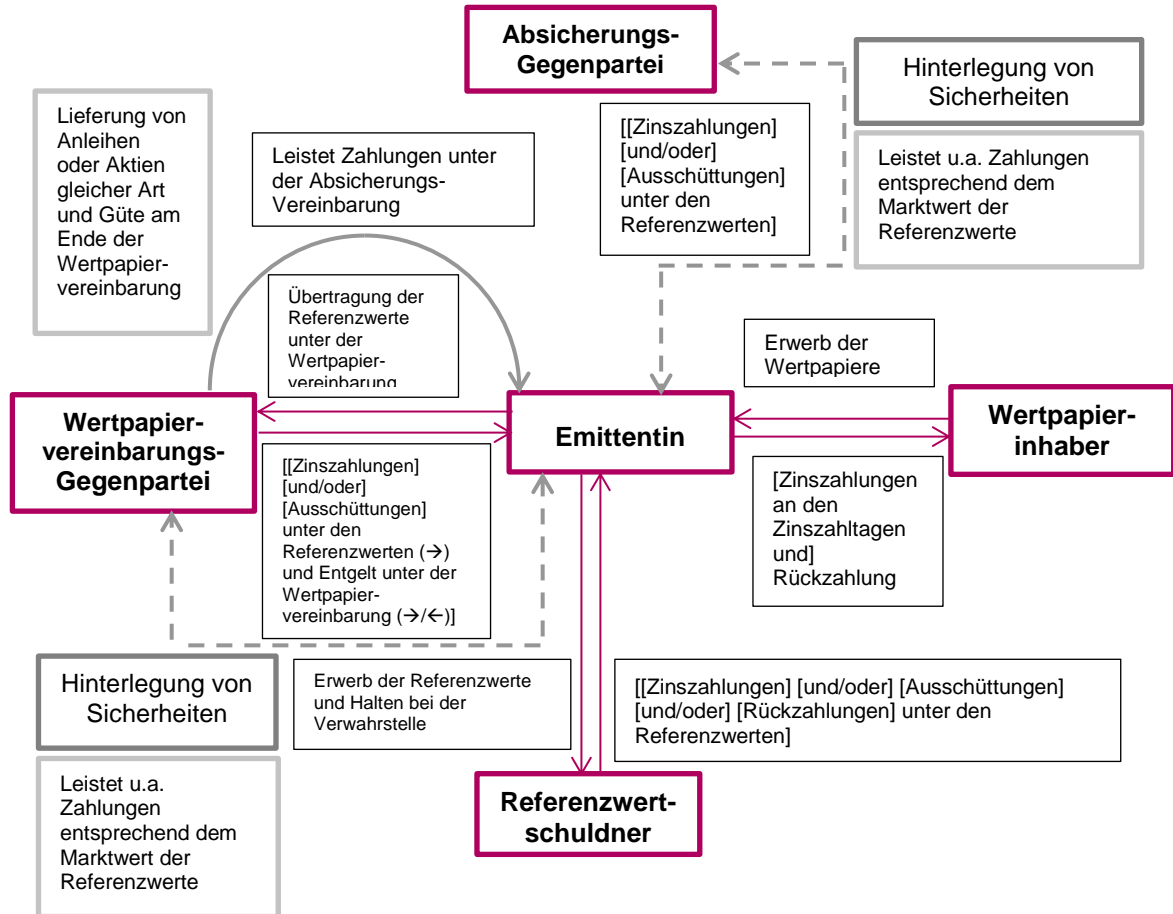 Absicherungs-
Gegenpartei
Hinterlegung von
Sicherheiten
Lieferung von
Anleihen
oder Aktien
gleicher Art
und Güte am
Ende der
Wertpapier-
vereinbarung
Leistet Zahlungen unter
der Absicherungs-
Vereinbarung
[[Zinszahlungen]
[und/oder]
[Ausschüttungen]
unter den
Referenzwerten]
Leistet u.a. Zahlungen
entsprechend dem
Marktwert der
Referenzwerte
Übertragung der
Referenzwerte
unter der
Wertpapier-
vereinbarung
Erwerb der
Wertpapiere
Wertpapier-
vereinbarungs-
Gegenpartei
Emittentin
Wertpapier-
inhaber
[[Zinszahlungen]
[und/oder]
[Ausschüttungen]
unter den
Referenzwerten (→)
und Entgelt unter der
Wertpapier-
vereinbarung (→/←)]
[Zinszahlungen
an den
Zinszahltagen
und]
Rückzahlung
Hinterlegung von
Sicherheiten
Erwerb der Referenzwerte
und Halten bei der
Verwahrstelle
[[Zinszahlungen] [und/oder] [Ausschüttungen]
[und/oder] [Rückzahlungen] unter den
Referenzwerten]
Leistet u.a.
Zahlungen
entsprechend dem
Marktwert der
Referenzwerte
Referenzwert-
schuldner